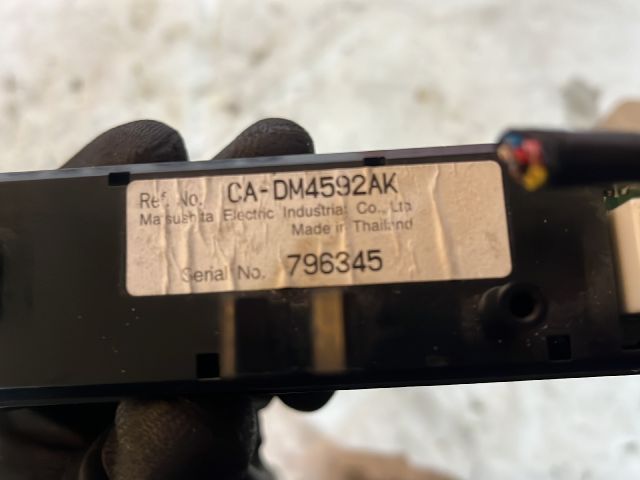 Ref. No. CA-DM4592AK
Matsushita Electric Industrial Co., Ltd
Made in Thailand
Serial No. 796345